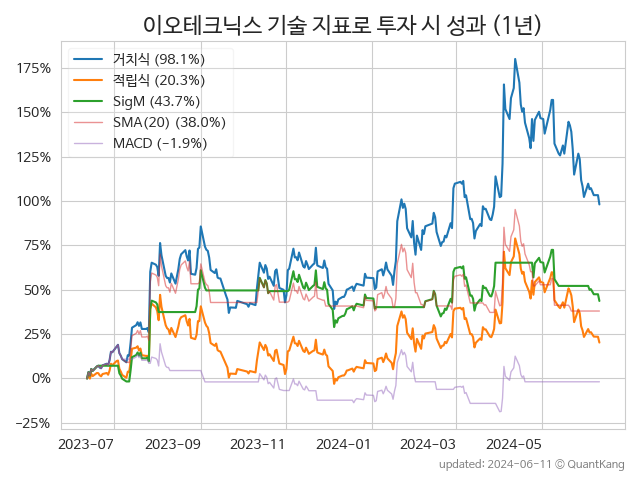 이오테크닉스 기술 지표로 투자 시 성과 (1년)
175%
150%
125%
100%
75%
50%
25%
0%
−25%
거치식 (98.1%)
적립식 (20.3%)
SigM (43.7%)
SMA(20) (38.0%)
MACD (−1.9%)
2023-07 2023-09 2023-11 2024-01 2024-03 2024-05
updated: 2024-06-11 © QuantKang